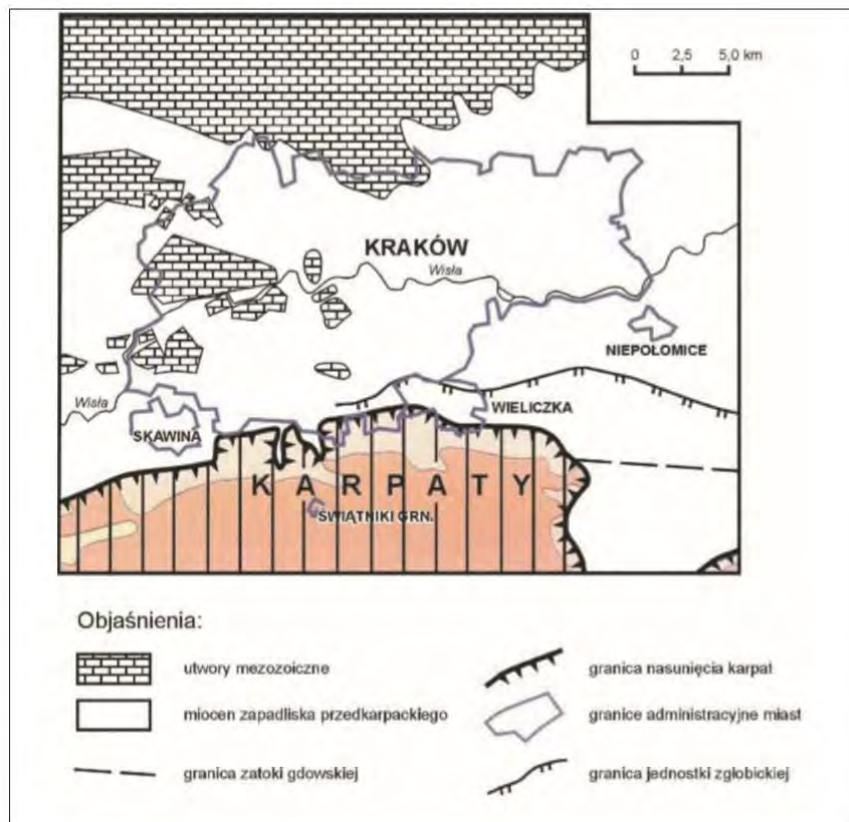 0 2,5 5,0 km
KRAKÓW
Wisła
NIEPOŁOMICE
Wisła
WIELICZKA
SKAWINA
KARPATY
ŚWIĄTNIKI GRN.
Objaśnienia:
utwory mezozoiczne
miocen zapadliska przedkarpackiego
granica zatoki gdowskiej
granica nasunięcia karpat
granice administracyjne miast
granica jednostki zgłobickiej